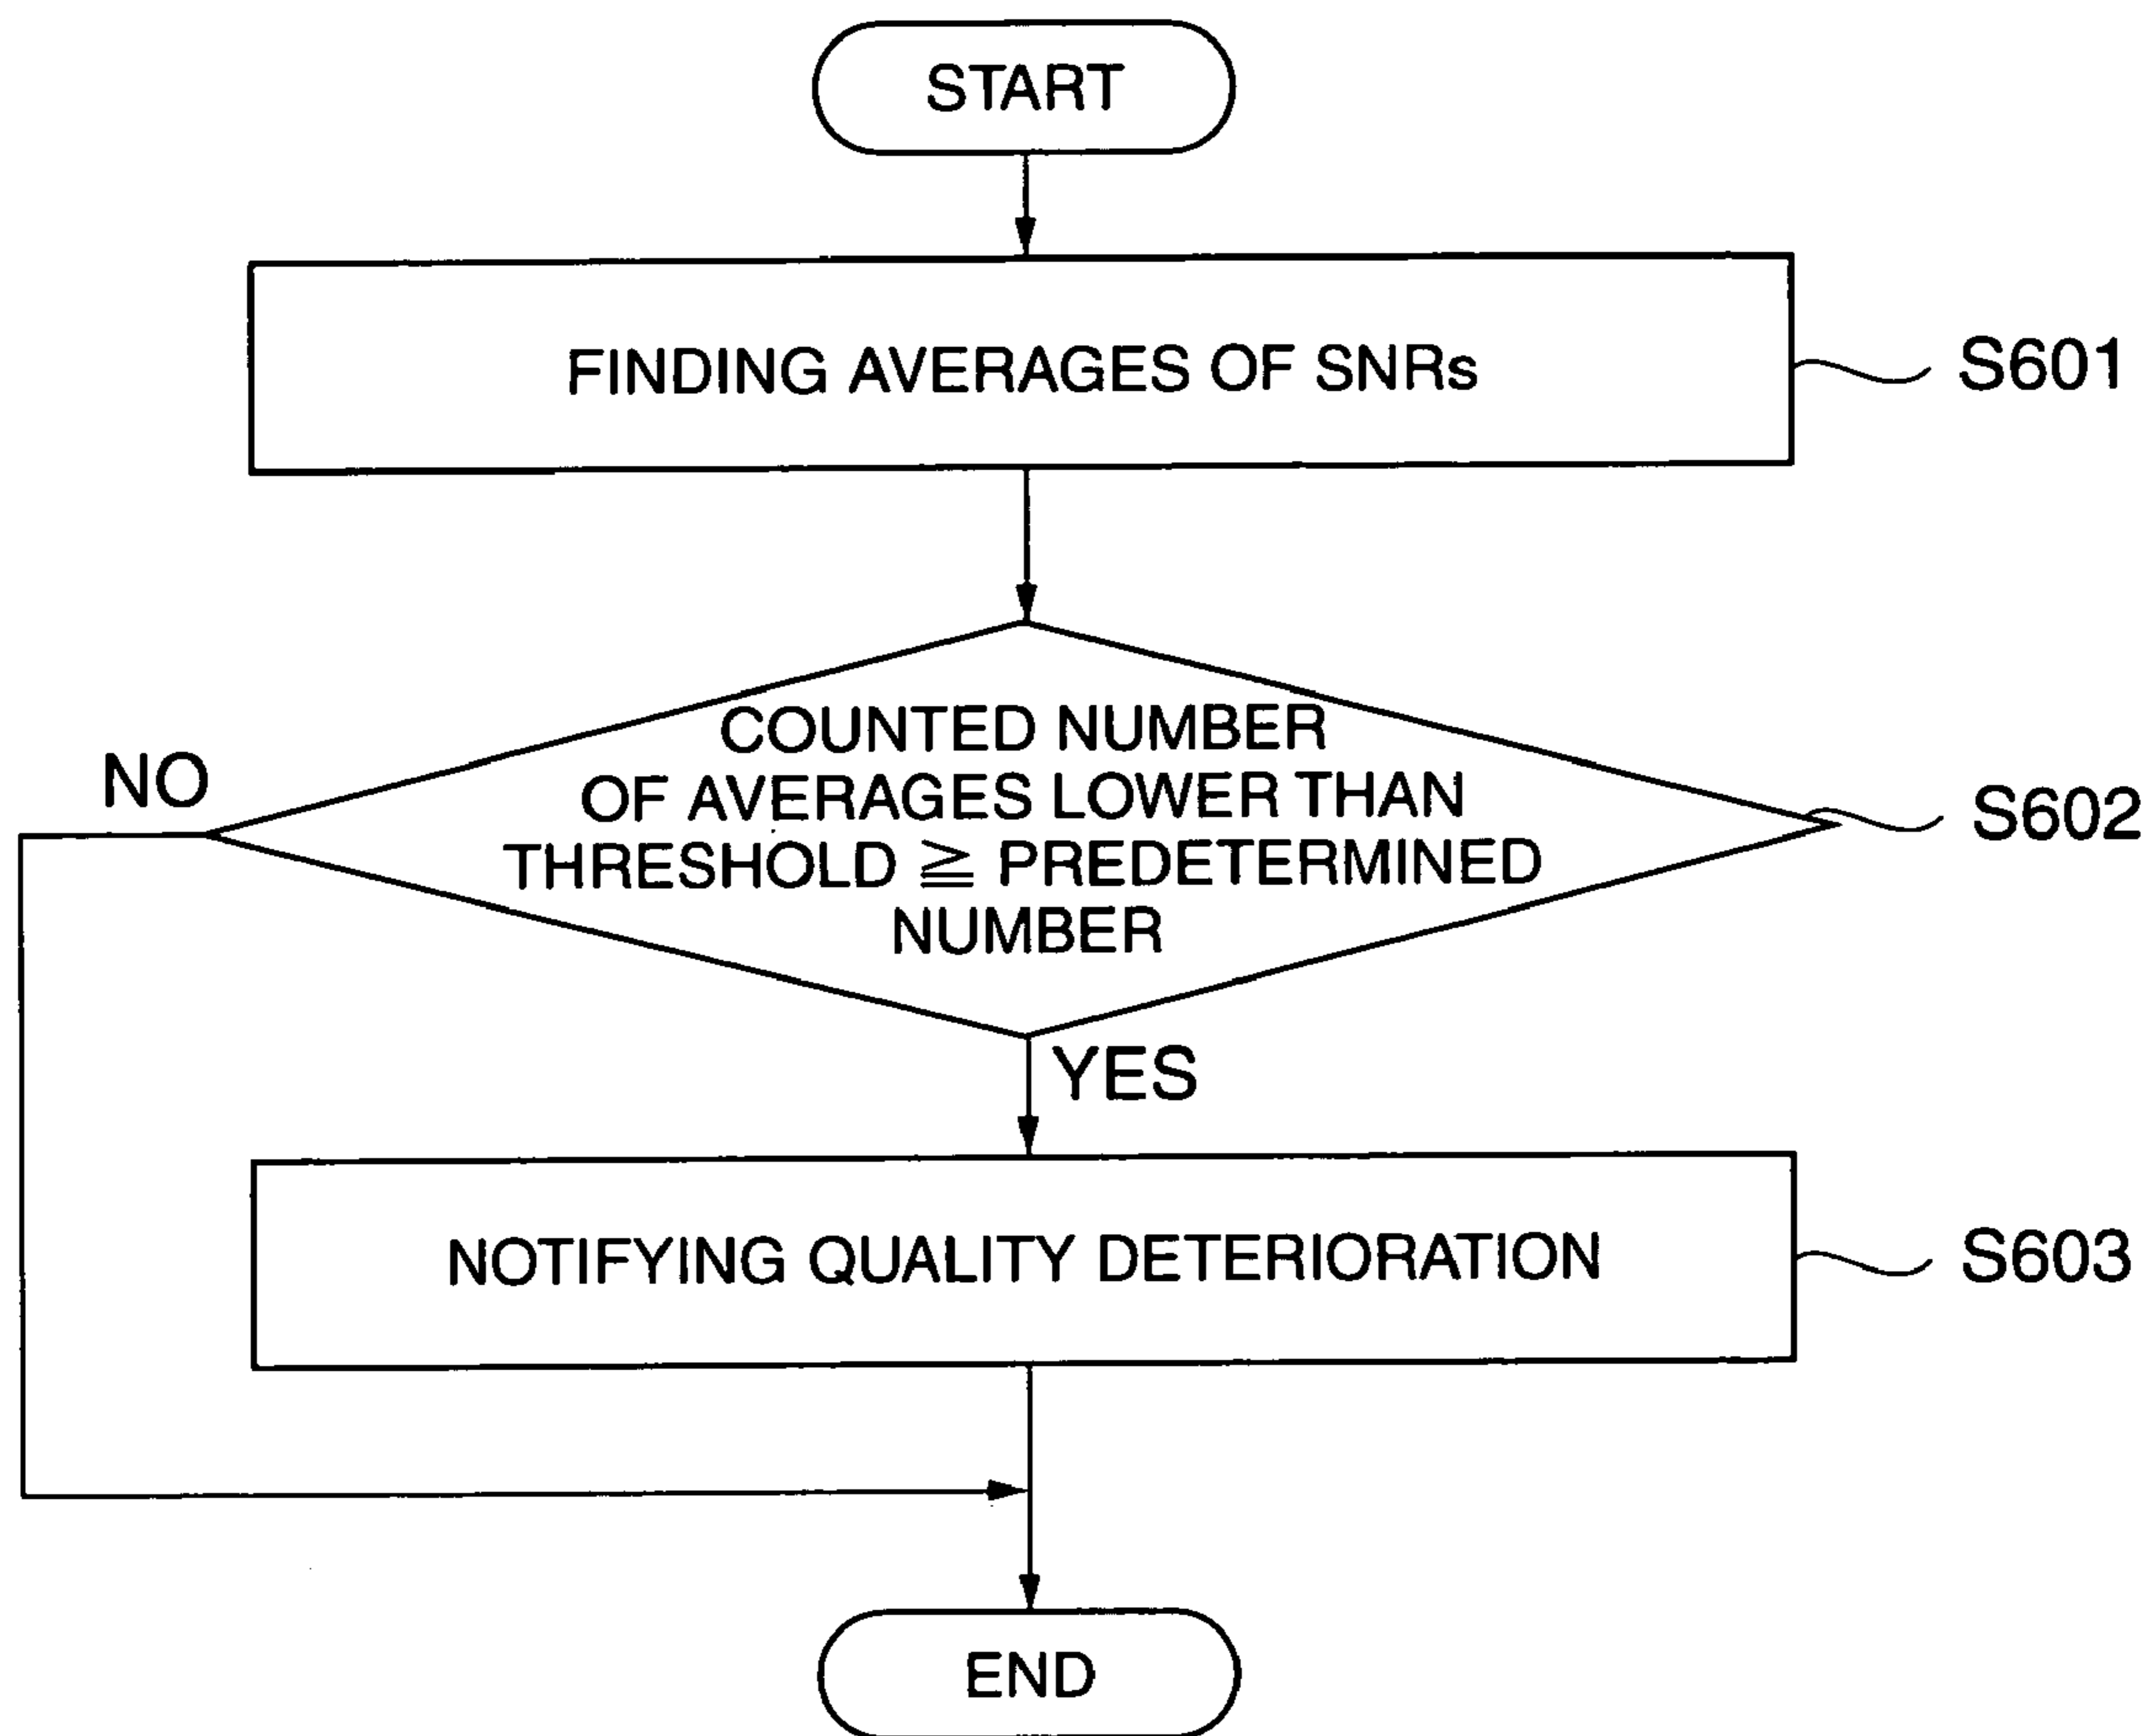 START
FINDING AVERAGES OF SNRs
S601
COUNTED NUMBER
OF AVERAGES LOWER THAN
THRESHOLD ≧ PREDETERMINED
NUMBER
NO
S602
YES
NOTIFYING QUALITY DETERIORATION
S603
END